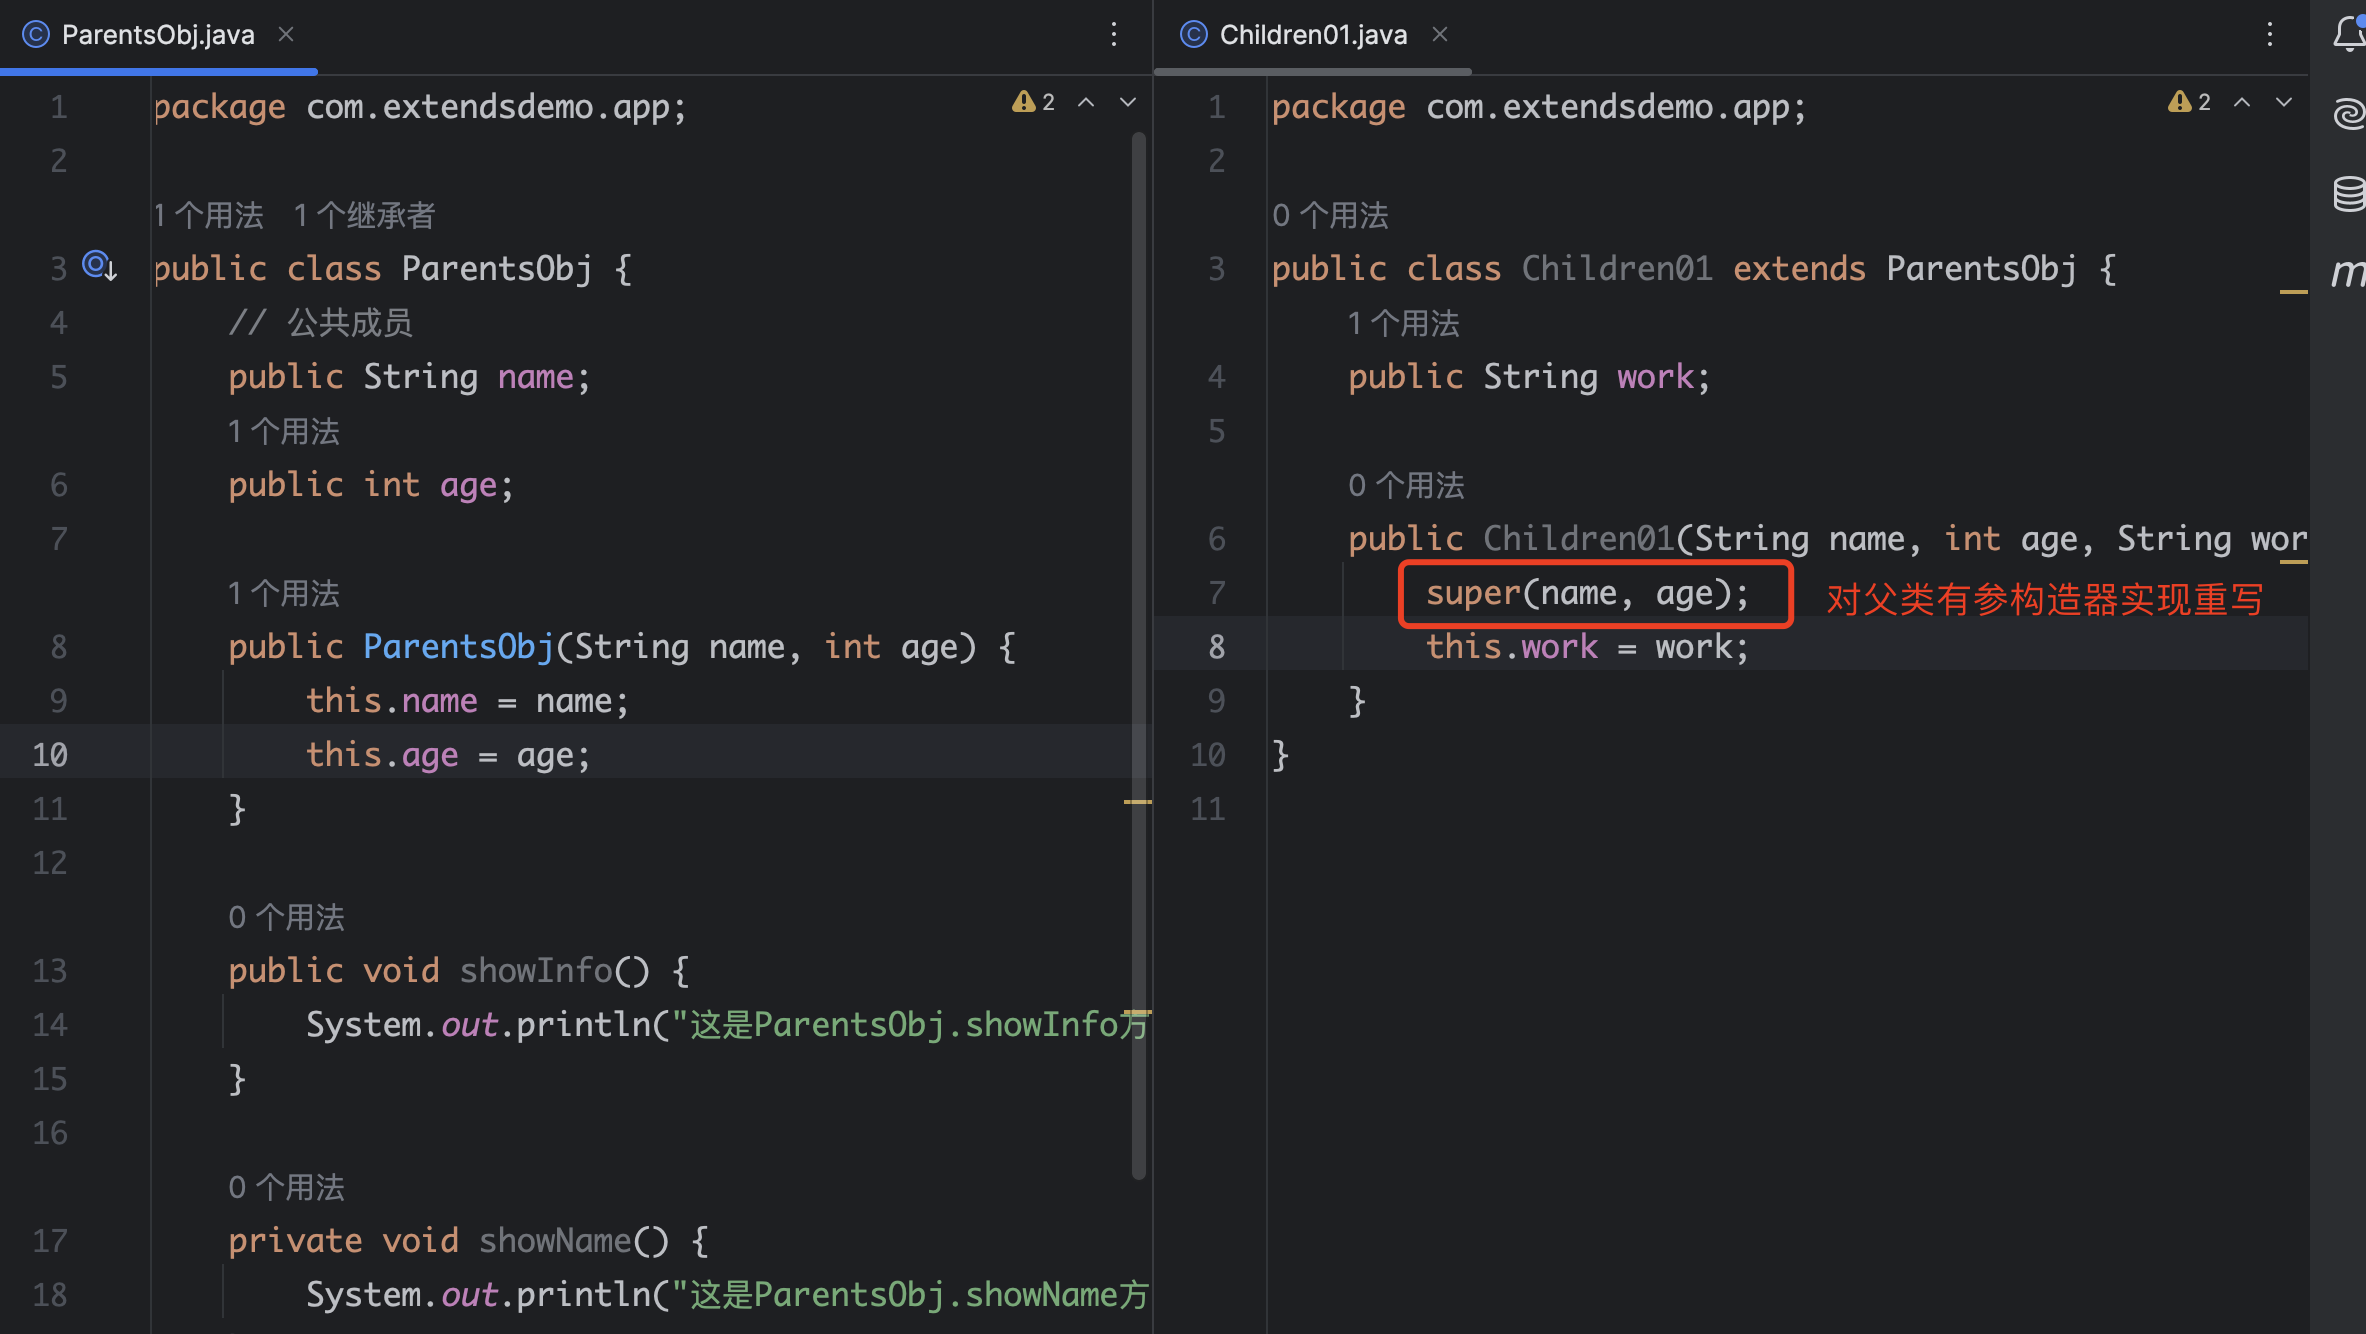 ParentsObj.java
2
1 package com.extendsdemo.app;
2
1 个用法 1 个继承者
3 public class ParentsObj {
4 // 公共成员
5 public String name;
1 个用法
6 public int age;
7
1 个用法
8 public ParentsObj(String name, int age) {
9 this.name = name;
10 this.age = age;
11 }
12
0 个用法
13 public void showInfo() {
14 System.out.println("这是ParentsObj.showInfo方
15 }
16
0 个用法
17 private void showName() {
18 System.out.println("这是ParentsObj.showName方
Children01.java
2
1 package com.extendsdemo.app;
2
0 个用法
3 public class Children01 extends ParentsObj {
1 个用法
4 public String work;
5
0 个用法
6 public Children01(String name, int age, String wor
7 super(name, age); 对父类有参构造器实现重写
8 this.work = work;
9 }
10 }
11
m